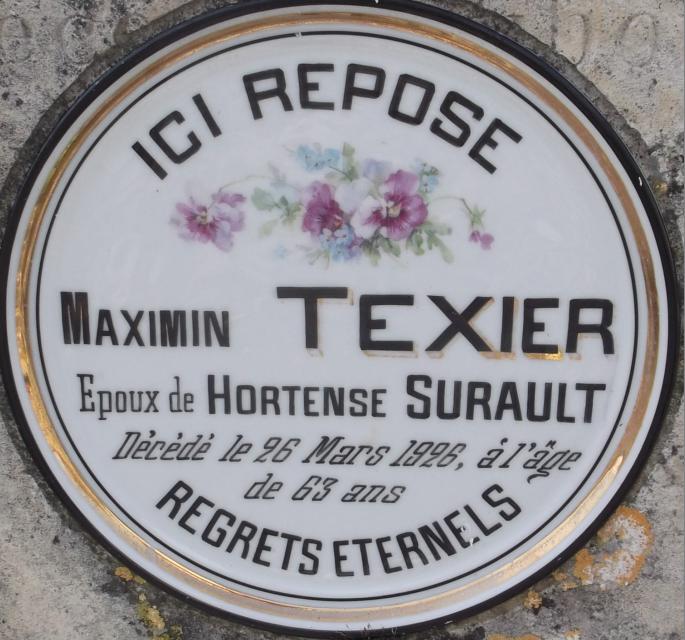 ICI REPOSE
MAXIMIN TEXIER
Epoux de HORTENSE SURAULT
Décédé le 26 Mars 1926, á l'âge
de 63 ans
REGRETS ETERNELS